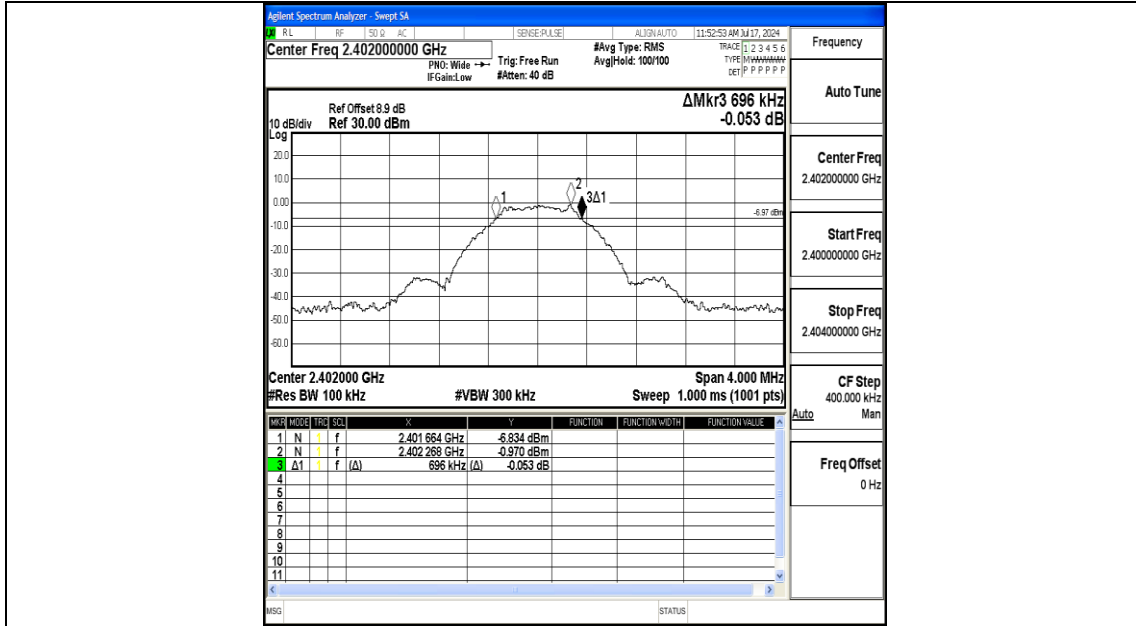 Agilent Spectrum Analyzer - Swept SA
RL RF 50 Ω AC SENSE:PULSE ALIGNAUTO 11:52:53 AM Jul 17, 2024
Center Freq 2.402000000 GHz
PNO: Wide
IFGain:Low
Trig: Free Run
#Atten: 40 dB
#Avg Type: RMS
Avg|Hold: 100/100
TRACE 1 2 3 4 5 6
TYPE
DET P P P P P P
ΔMkr3 696 kHz
-0.053 dB
Ref Offset 8.9 dB
10 dB/div Ref 30.00 dBm
Log
20.0
10.0
0.00
-10.0
-20.0
-30.0
-40.0
-50.0
-60.0
1
2
3Δ1
-6.97 dBm
Center 2.402000 GHz Span 4.000 MHz
#Res BW 100 kHz #VBW 300 kHz Sweep 1.000 ms (1001 pts)
MKR MODE TRC SCL X Y FUNCTION FUNCTION WIDTH FUNCTION VALUE
1 N 1 f 2.401 664 GHz -6.834 dBm
2 N 1 f 2.402 268 GHz -0.970 dBm
3 Δ1 1 f (Δ) 696 kHz (Δ) -0.053 dB
4
5
6
7
8
9
10
11
MSG STATUS
Frequency
Auto Tune
Center Freq
2.402000000 GHz
Start Freq
2.400000000 GHz
Stop Freq
2.404000000 GHz
CF Step
400.000 kHz
Auto Man
Freq Offset
0 Hz